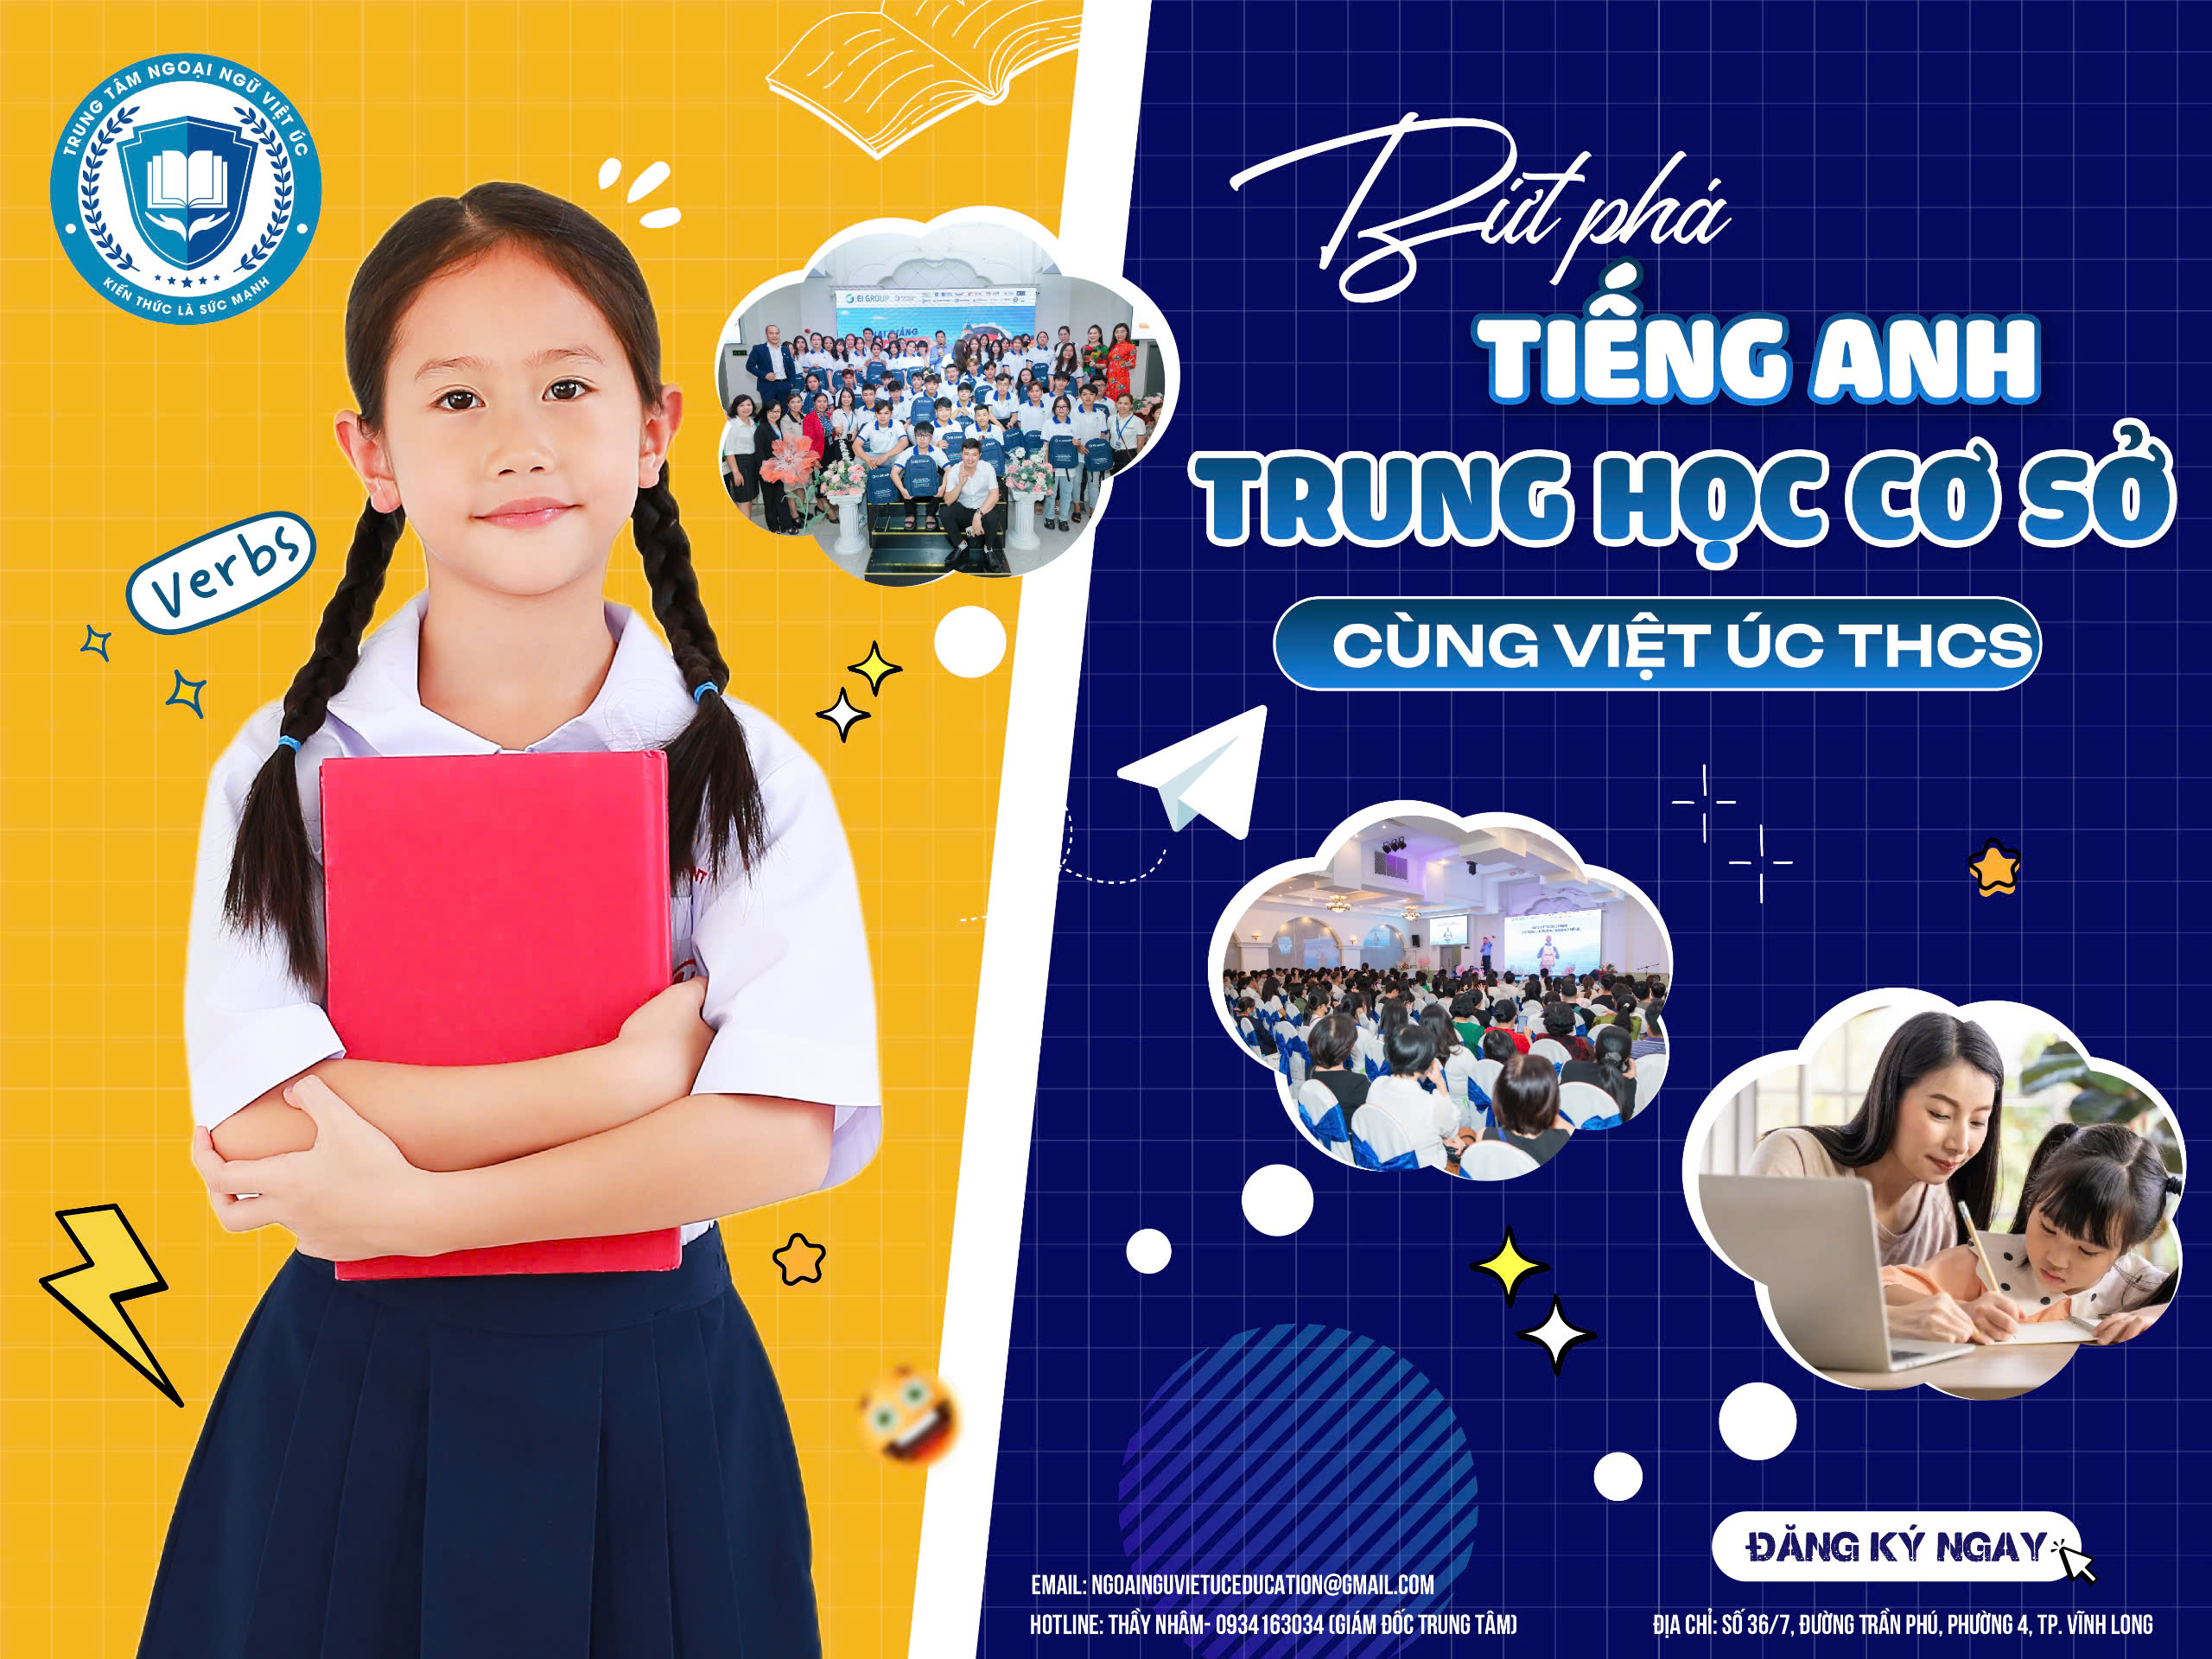 TRUNG TÂM NGOẠI NGỮ VIỆT ÚC
KIẾN THỨC LÀ SỨC MẠNH
Bứt phá
TIẾNG ANH
TRUNG HỌC CƠ SỞ
CÙNG VIỆT ÚC THCS
Verbs
EI GROUP
ĐĂNG KÝ NGAY
EMAIL: NGOAINGUVIETUCEDUCATION@GMAIL.COM
HOTLINE: THẦY NHÂM- 0934163034 (GIÁM ĐỐC TRUNG TÂM)
ĐỊA CHỈ: SỐ 36/7, ĐƯỜNG TRẦN PHÚ, PHƯỜNG 4, TP. VĨNH LONG